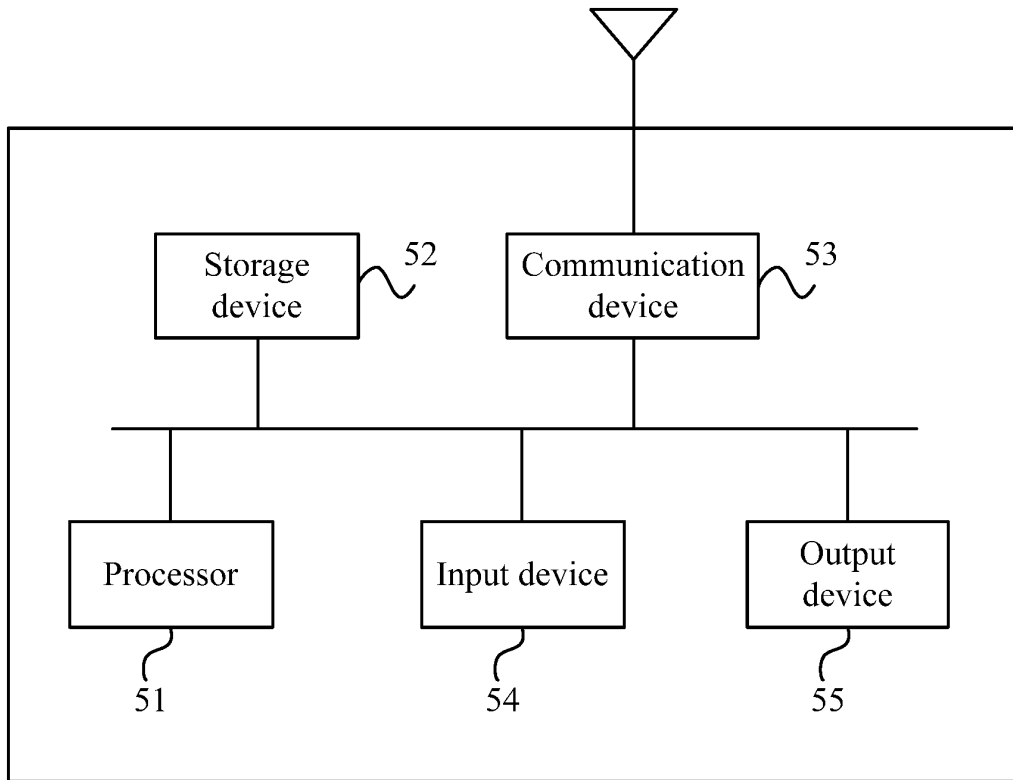 Storage
device
52
Communication
device
53
Processor
51
Input device
54
Output
device
55